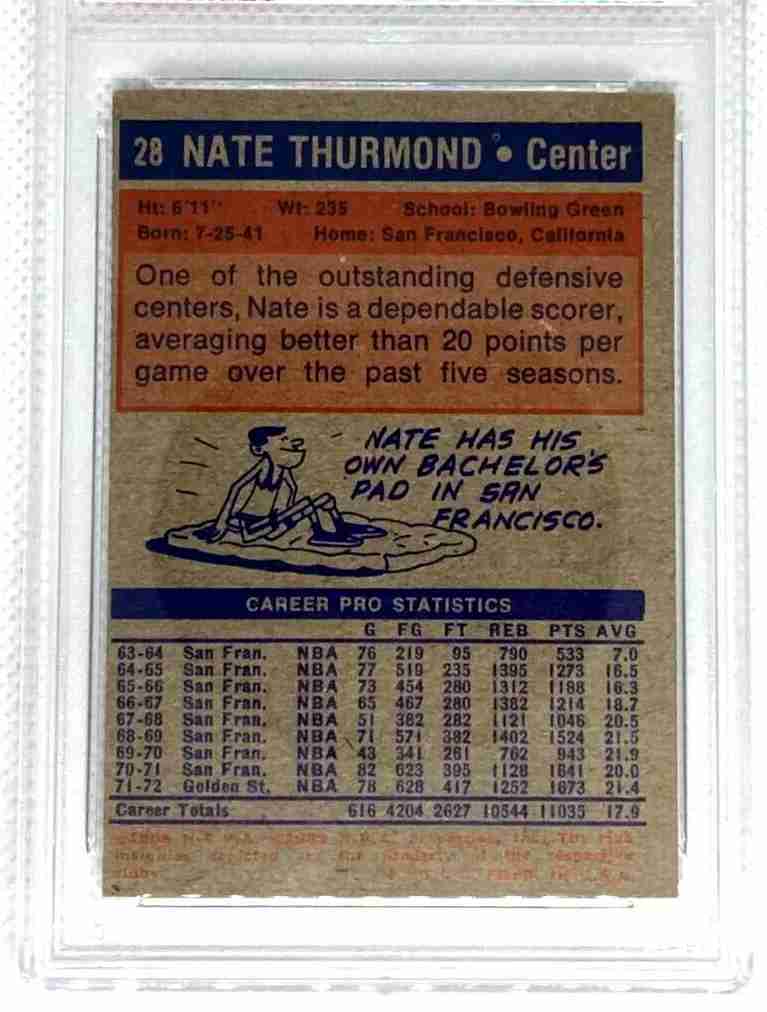 28 NATE THURMOND • Center
Ht: 6'11" Wt: 235 School: Bowling Green
Born: 7-25-41 Home: San Francisco, California
One of the outstanding defensive
centers, Nate is a dependable scorer,
averaging better than 20 points per
game over the past five seasons.
NATE HAS HIS
OWN BACHELOR'S
PAD IN SAN
FRANCISCO.
CAREER PRO STATISTICS
G FG FT REB PTS AVG
63-64 San Fran. NBA 76 219 95 790 533 7.0
64-65 San Fran. NBA 77 519 235 1395 1273 16.5
65-66 San Fran. NBA 73 454 280 1312 1188 16.3
66-67 San Fran. NBA 65 467 280 1382 1214 18.7
67-68 San Fran. NBA 51 382 282 1121 1046 20.5
68-69 San Fran. NBA 71 571 382 1402 1524 21.5
69-70 San Fran. NBA 43 341 261 762 943 21.9
70-71 San Fran. NBA 82 623 395 1128 1641 20.0
71-72 Golden St. NBA 78 628 417 1252 1673 21.4
Career Totals 616 4204 2627 10544 11035 17.9
the respective